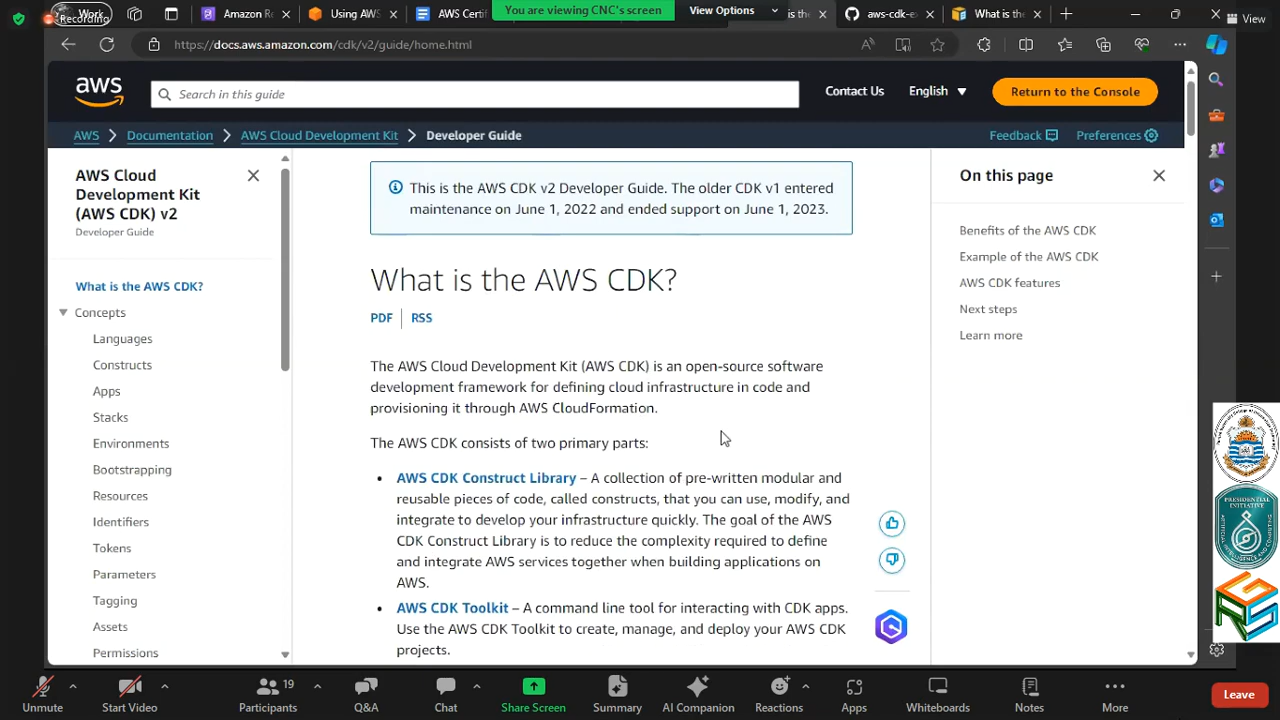 Recording
Work
Amazon Re
Using AWS
AWS Certi
You are viewing CNC's screen
View Options
is the
aws-cdk-ex
What is the
View
https://docs.aws.amazon.com/cdk/v2/guide/home.html
aws
Search in this guide
Contact Us
English
Return to the Console
AWS
Documentation
AWS Cloud Development Kit
Developer Guide
Feedback
Preferences
AWS Cloud
Development Kit
(AWS CDK) v2
Developer Guide
What is the AWS CDK?
Concepts
Languages
Constructs
Apps
Stacks
Environments
Bootstrapping
Resources
Identifiers
Tokens
Parameters
Tagging
Assets
Permissions
This is the AWS CDK v2 Developer Guide. The older CDK v1 entered
maintenance on June 1, 2022 and ended support on June 1, 2023.
What is the AWS CDK?
PDF
RSS
The AWS Cloud Development Kit (AWS CDK) is an open-source software
development framework for defining cloud infrastructure in code and
provisioning it through AWS CloudFormation.
The AWS CDK consists of two primary parts:
• AWS CDK Construct Library – A collection of pre-written modular and
reusable pieces of code, called constructs, that you can use, modify, and
integrate to develop your infrastructure quickly. The goal of the AWS
CDK Construct Library is to reduce the complexity required to define
and integrate AWS services together when building applications on
AWS.
• AWS CDK Toolkit – A command line tool for interacting with CDK apps.
Use the AWS CDK Toolkit to create, manage, and deploy your AWS CDK
projects.
On this page
Benefits of the AWS CDK
Example of the AWS CDK
AWS CDK features
Next steps
Learn more
PRESIDENTIAL
INITIATIVE
Unmute
Start Video
19
Participants
Q&A
Chat
Share Screen
Summary
AI Companion
Reactions
Apps
Whiteboards
Notes
More
Leave